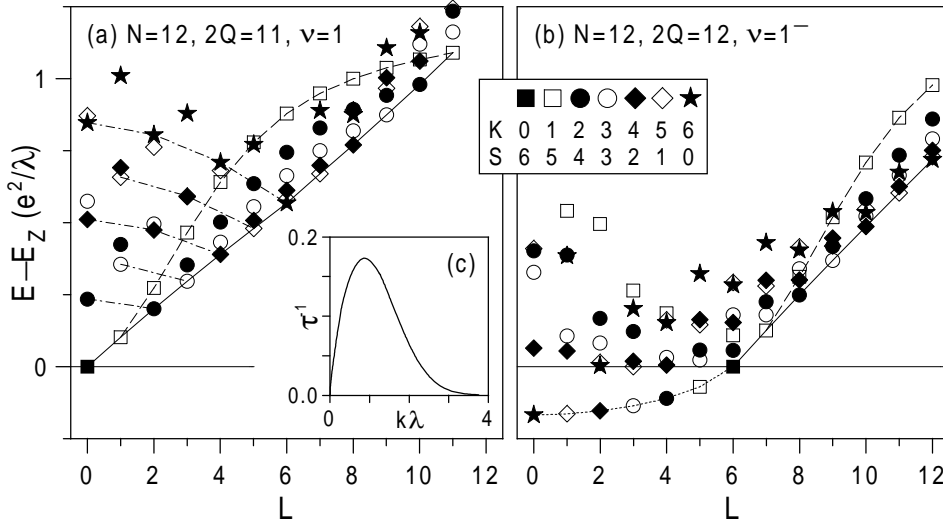 (a) N=12, 2Q=11, ν=1
(b) N=12, 2Q=12, ν=1⁻
E−E_Z (e²/λ)
1
0
K 0 1 2 3 4 5 6
S 6 5 4 3 2 1 0
0.2
(c)
τ⁻¹
0.0
0
kλ
4
0 2 4 6 8 10
0 2 4 6 8 10 12
L
L